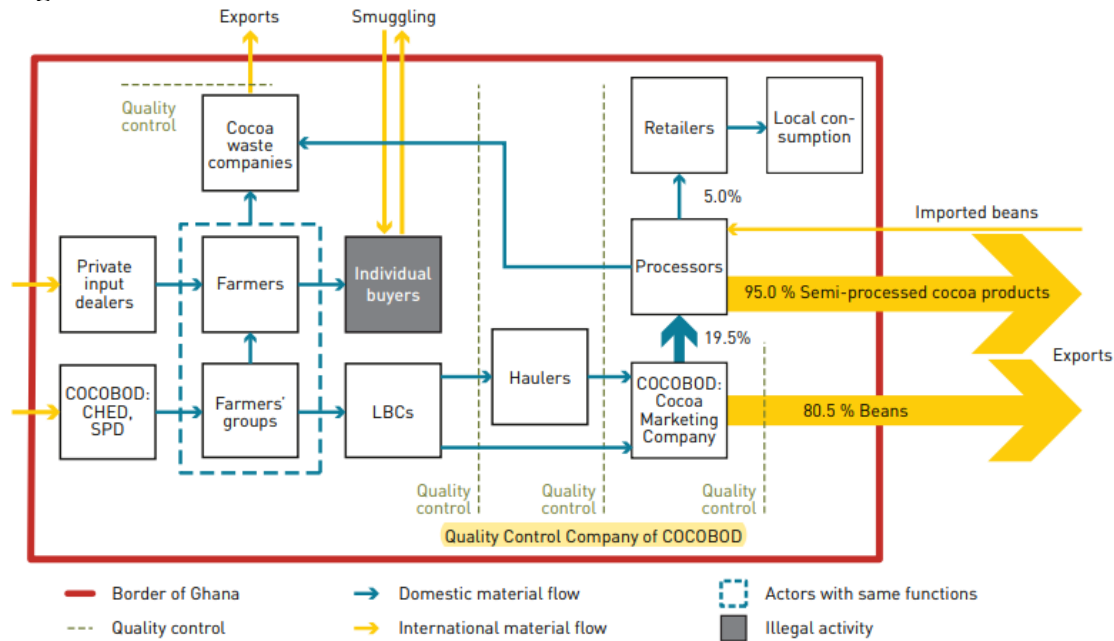 Exports
Smuggling
Quality
control
Cocoa
waste
companies
Retailers
Local con-
sumption
5.0%
Imported beans
Private
input
dealers
Farmers
Individual
buyers
Processors
95.0 % Semi-processed cocoa products
19.5%
Exports
COCOBOD:
CHED,
SPD
Farmers'
groups
LBCs
Haulers
COCOBOD:
Cocoa
Marketing
Company
80.5 % Beans
Quality
control
Quality
control
Quality
control
Quality Control Company of COCOBOD
Border of Ghana
Domestic material flow
Actors with same functions
Quality control
International material flow
Illegal activity